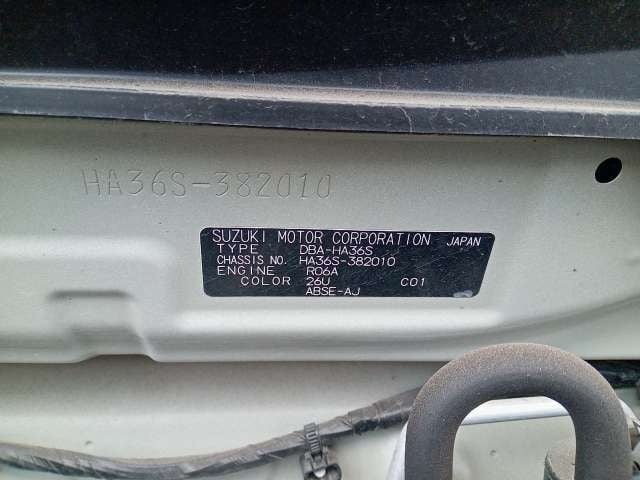 HA36S-382010
SUZUKI MOTOR CORPORATION JAPAN
TYPE DBA-HA36S
CHASSIS NO. HA36S-382010
ENGINE R06A
COLOR 26U C01
ABSE-AJ